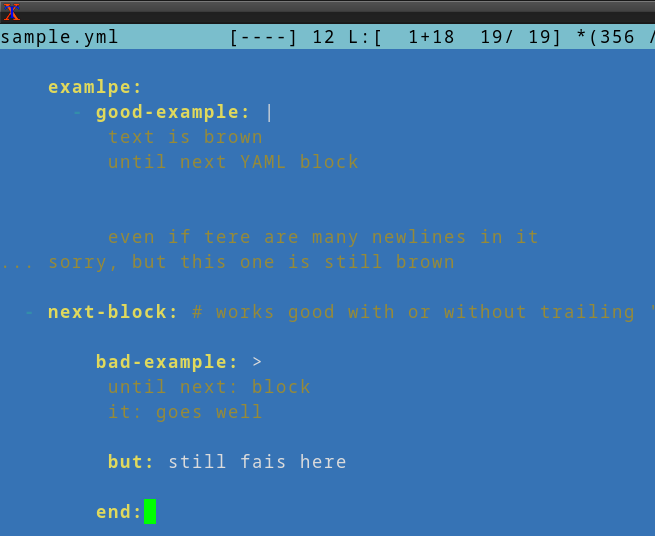 sample.yml [----] 12 L:[ 1+18 19/ 19] *(356 /
examlpe:
- good-example: |
text is brown
until next YAML block
even if tere are many newlines in it
... sorry, but this one is still brown
- next-block: # works good with or without trailing '
bad-example: >
until next: block
it: goes well
but: still fais here
end: